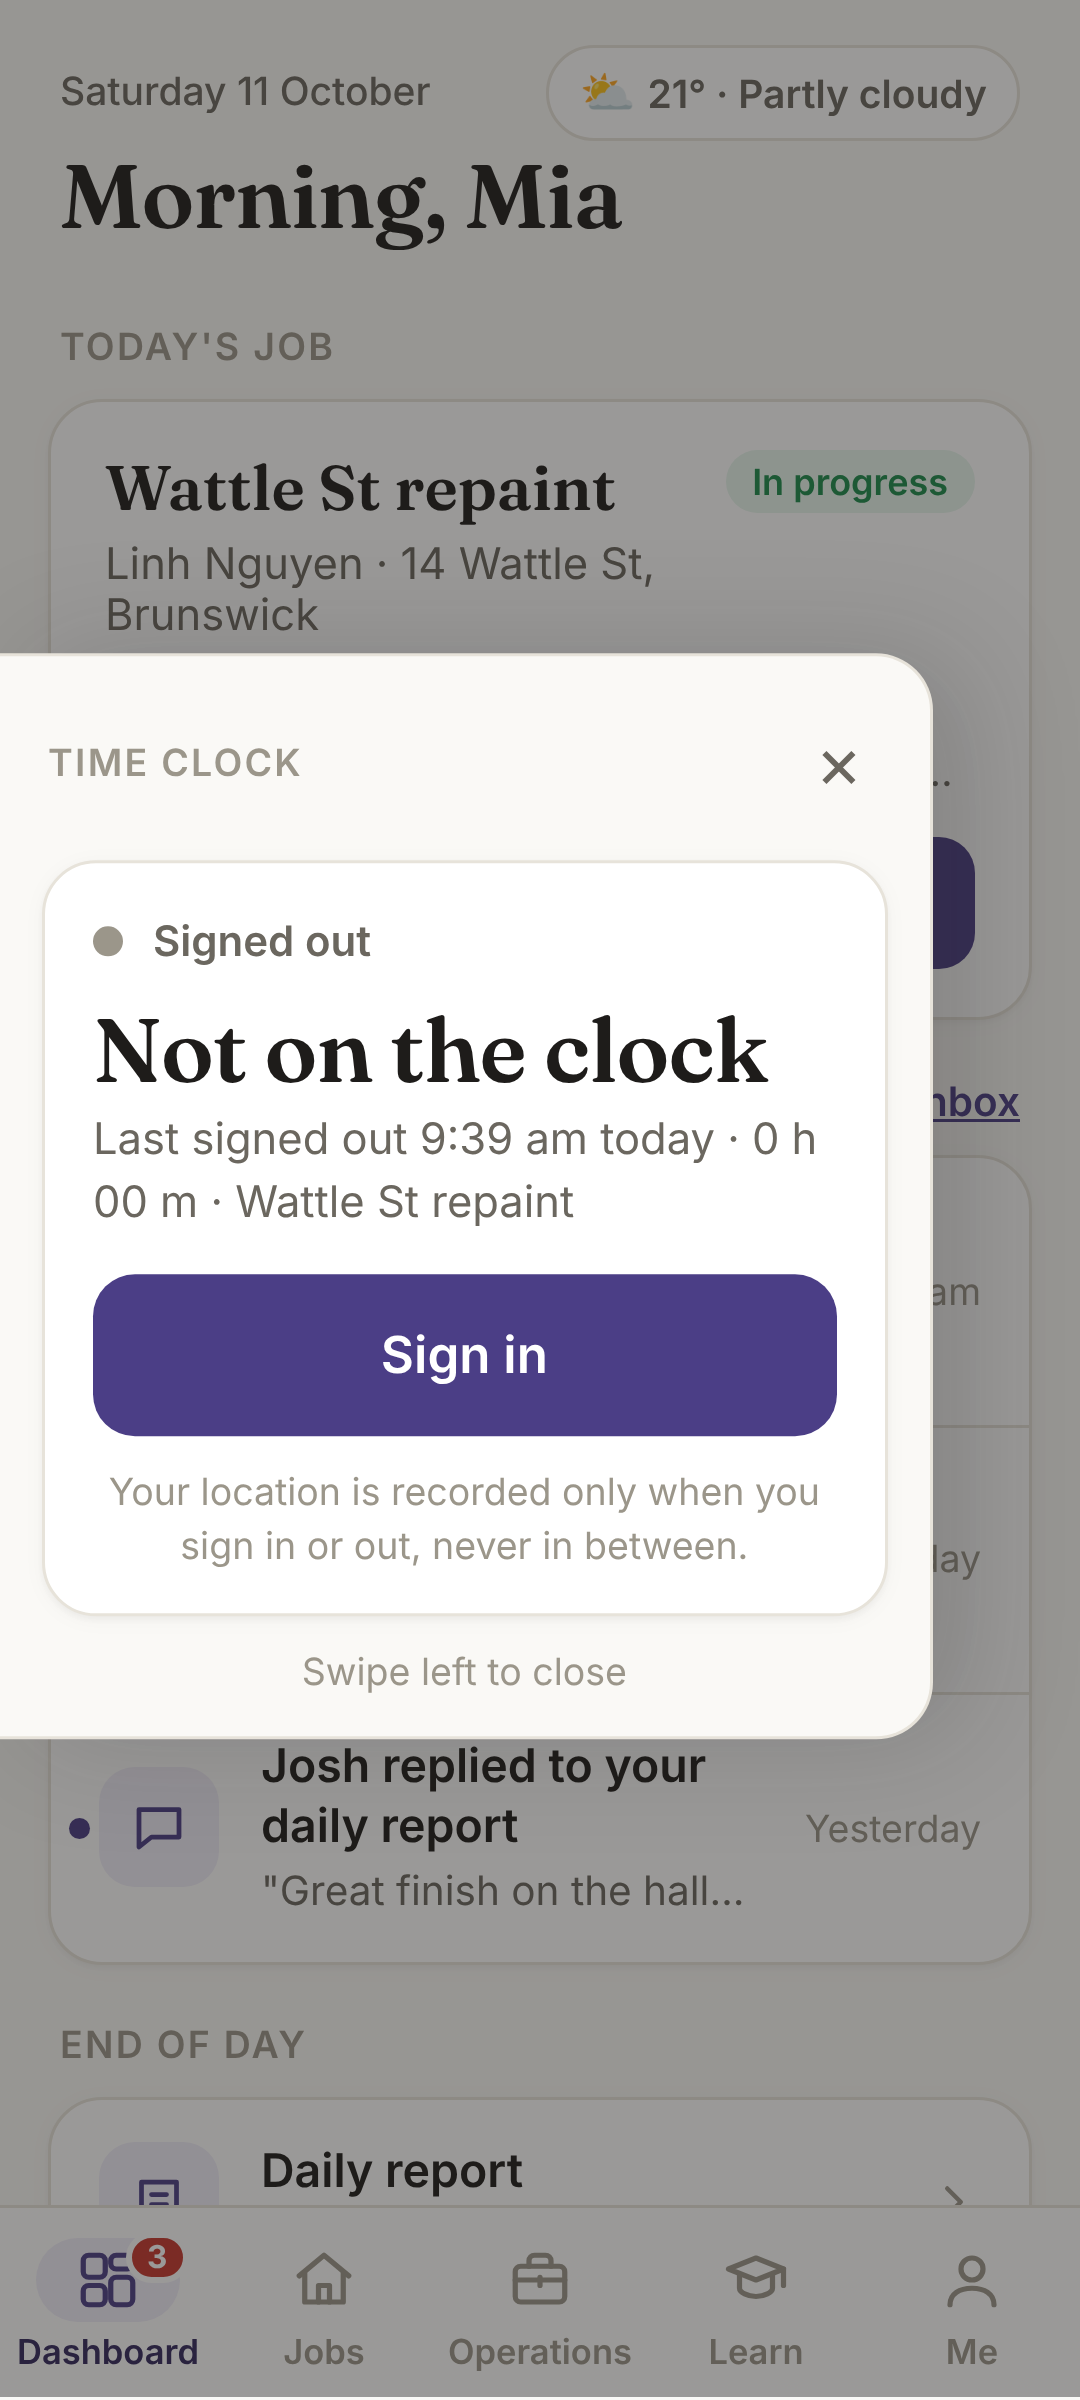 Saturday 11 October
21° · Partly cloudy
Morning, Mia
TODAY'S JOB
Wattle St repaint
In progress
Linh Nguyen · 14 Wattle St,
Brunswick
TIME CLOCK
Signed out
Not on the clock
Last signed out 9:39 am today · 0 h
00 m · Wattle St repaint
Sign in
Your location is recorded only when you
sign in or out, never in between.
Swipe left to close
Josh replied to your
daily report
Yesterday
"Great finish on the hall...
END OF DAY
Daily report
3
Dashboard
Jobs
Operations
Learn
Me